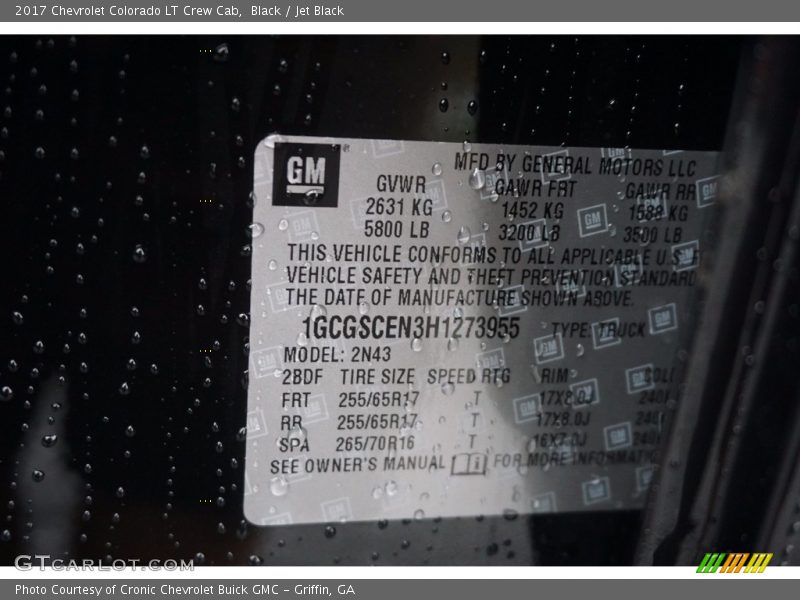 2017 Chevrolet Colorado LT Crew Cab,  Black / Jet Black
GM
MFD BY GENERAL MOTORS LLC
GVWR GAWR FRT GAWR RR
2631 KG 1452 KG 1588 KG
5800 LB 3200 LB 3500 LB
THIS VEHICLE CONFORMS TO ALL APPLICABLE U.S.
VEHICLE SAFETY AND THEFT PREVENTION STANDARD
THE DATE OF MANUFACTURE SHOWN ABOVE.
1GCGSCEN3H1273955 TYPE: TRUCK
MODEL: 2N43
2BDF TIRE SIZE SPEED RTG RIM
FRT 255/65R17 T 17X8.0J 240
RR 255/65R17 T 17X8.0J 240
SPA 265/70R16 T 16X7.0J 240
SEE OWNER'S MANUAL i FOR MORE INFORMATI
GTCARLOT.COM
Photo Courtesy of Cronic Chevrolet Buick GMC – Griffin, GA